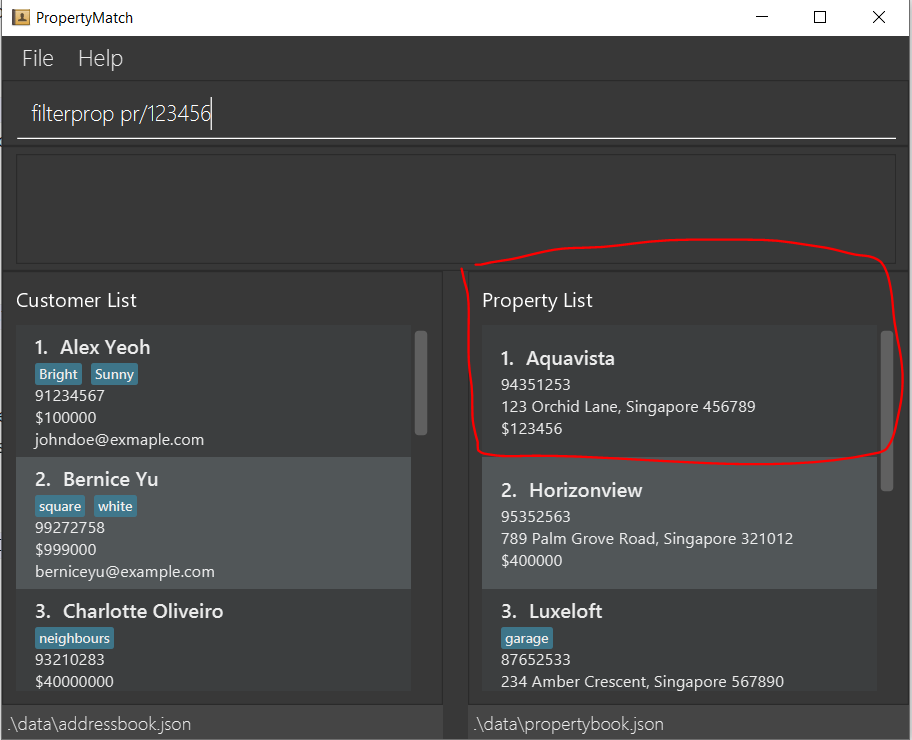 PropertyMatch
File Help
filterprop pr/123456
Customer List
1. Alex Yeoh
Bright Sunny
91234567
$100000
johndoe@exmaple.com
2. Bernice Yu
square white
99272758
$999000
berniceyu@example.com
3. Charlotte Oliveiro
neighbours
93210283
$40000000
.\data\addressbook.json
Property List
1. Aquavista
94351253
123 Orchid Lane, Singapore 456789
$123456
2. Horizonview
95352563
789 Palm Grove Road, Singapore 321012
$400000
3. Luxeloft
garage
87652533
234 Amber Crescent, Singapore 567890
.\data\propertybook.json